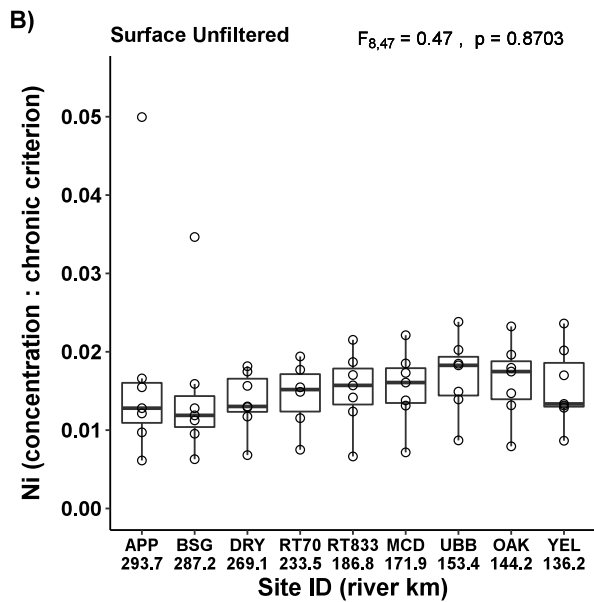 B)
Surface Unfiltered
F8,47 = 0.47 , p = 0.8703
Ni (concentration : chronic criterion)
0.05
0.04
0.03
0.02
0.01
0.00
APP BSG DRY RT70 RT833 MCD UBB OAK YEL
293.7 287.2 269.1 233.5 186.8 171.9 153.4 144.2 136.2
Site ID (river km)